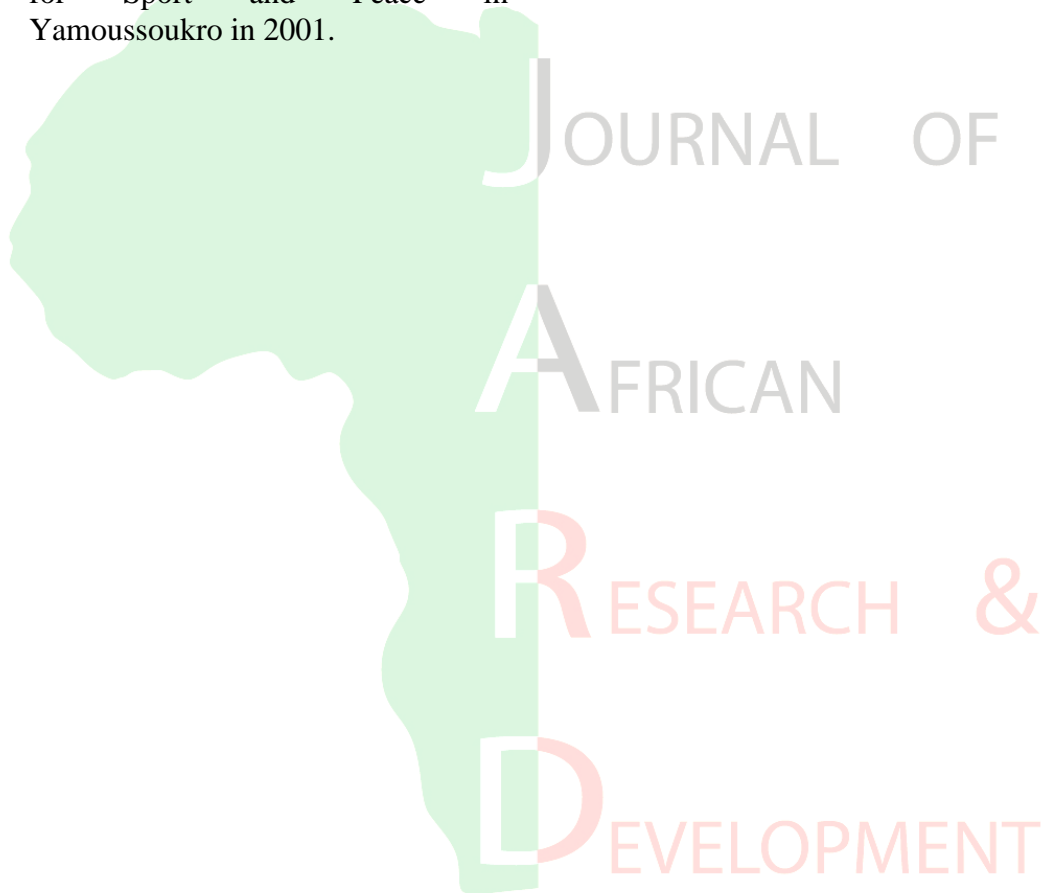 for Sport and Peace in
Yamoussoukro in 2001.
JOURNAL OF
AFRICAN
RESEARCH &
DEVELOPMENT